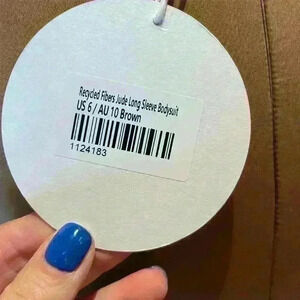 Recycled Fibers Jude Long Sleeve Bodysuit
US 6 / AU 10 Brown
1124183